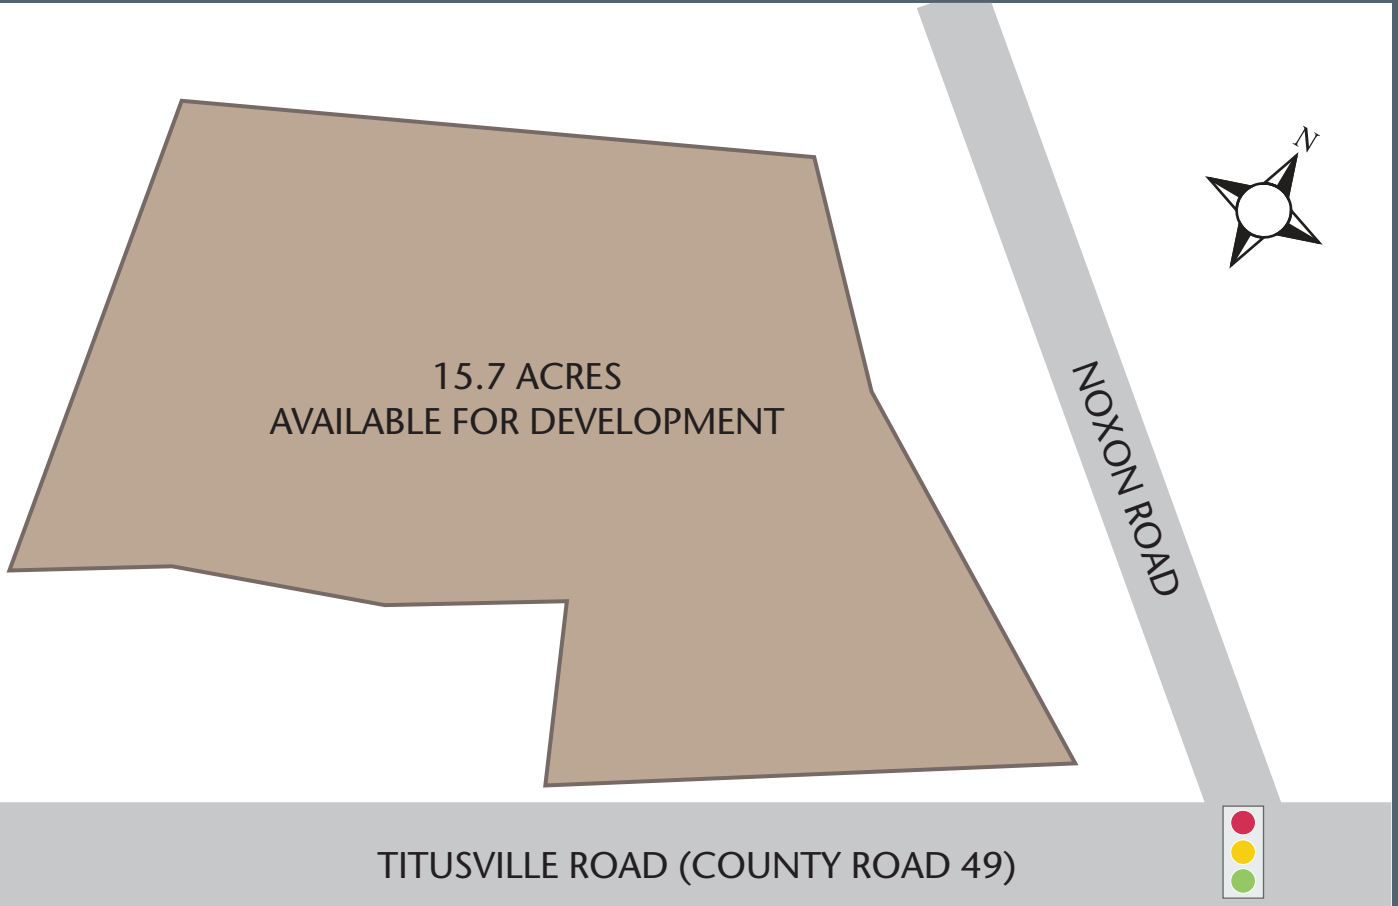 N
15.7 ACRES
AVAILABLE FOR DEVELOPMENT
NOXON ROAD
TITUSVILLE ROAD (COUNTY ROAD 49)